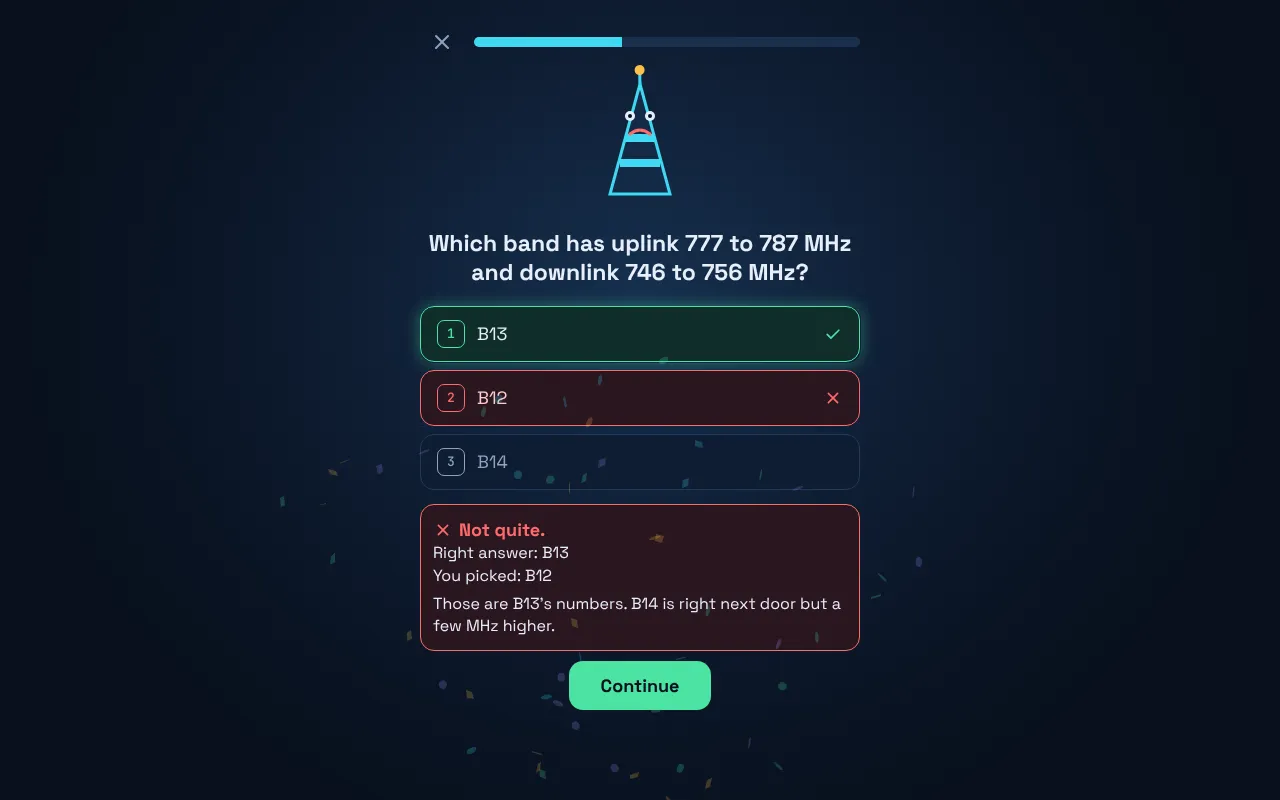 Which band has uplink 777 to 787 MHz
and downlink 746 to 756 MHz?
1 B13
2 B12
3 B14
Not quite.
Right answer: B13
You picked: B12
Those are B13's numbers. B14 is right next door but a
few MHz higher.
Continue